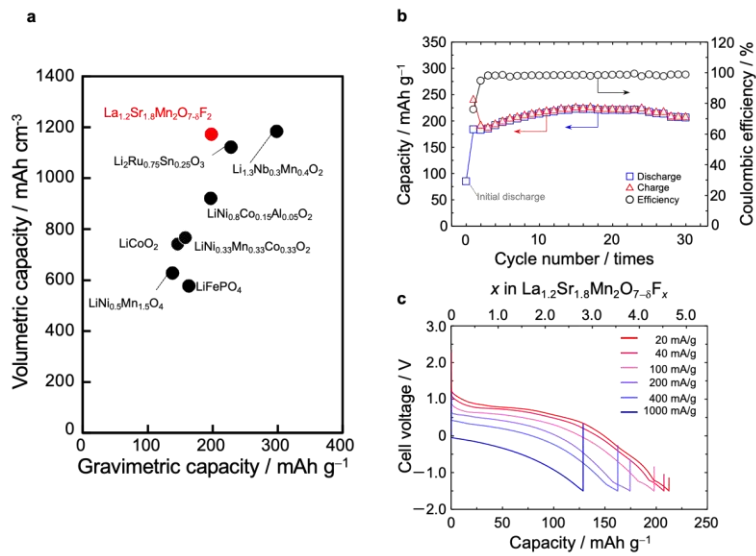 a
Volumetric capacity / mAh cm⁻³
1400
1200
1000
800
600
400
200
0
La₁.₂Sr₁.₈Mn₂O₇₋δF₂
Li₂Ru₀.₇₅Sn₀.₂₅O₃
Li₁.₃Nb₀.₃Mn₀.₄O₂
LiNi₀.₈Co₀.₁₅Al₀.₀₅O₂
LiCoO₂
LiNi₀.₃₃Mn₀.₃₃Co₀.₃₃O₂
LiNi₀.₅Mn₁.₅O₄
LiFePO₄
0 100 200 300 400
Gravimetric capacity / mAh g⁻¹
b
Capacity / mAh g⁻¹
350
300
250
200
150
100
50
0
Initial discharge
Discharge
Charge
Efficiency
120
100
80
60
40
20
0
Coulombic efficiency / %
0 10 20 30
Cycle number / times
c
x in La₁.₂Sr₁.₈Mn₂O₇₋δFₓ
0 1 2 3 4 5
Cell voltage / V
3.0
2.0
1.0
0
−1.0
−2.0
20 mA/g
40 mA/g
100 mA/g
200 mA/g
400 mA/g
1000 mA/g
0 50 100 150 200 250
Capacity / mAh g⁻¹